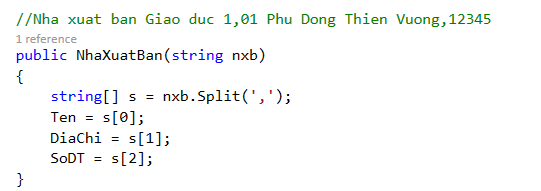 //Nha xuat ban Giao duc 1,01 Phu Dong Thien Vuong,12345
1 reference
public NhaXuatBan(string nxb)
{
    string[] s = nxb.Split(',');
    Ten = s[0];
    DiaChi = s[1];
    SoDT = s[2];
}